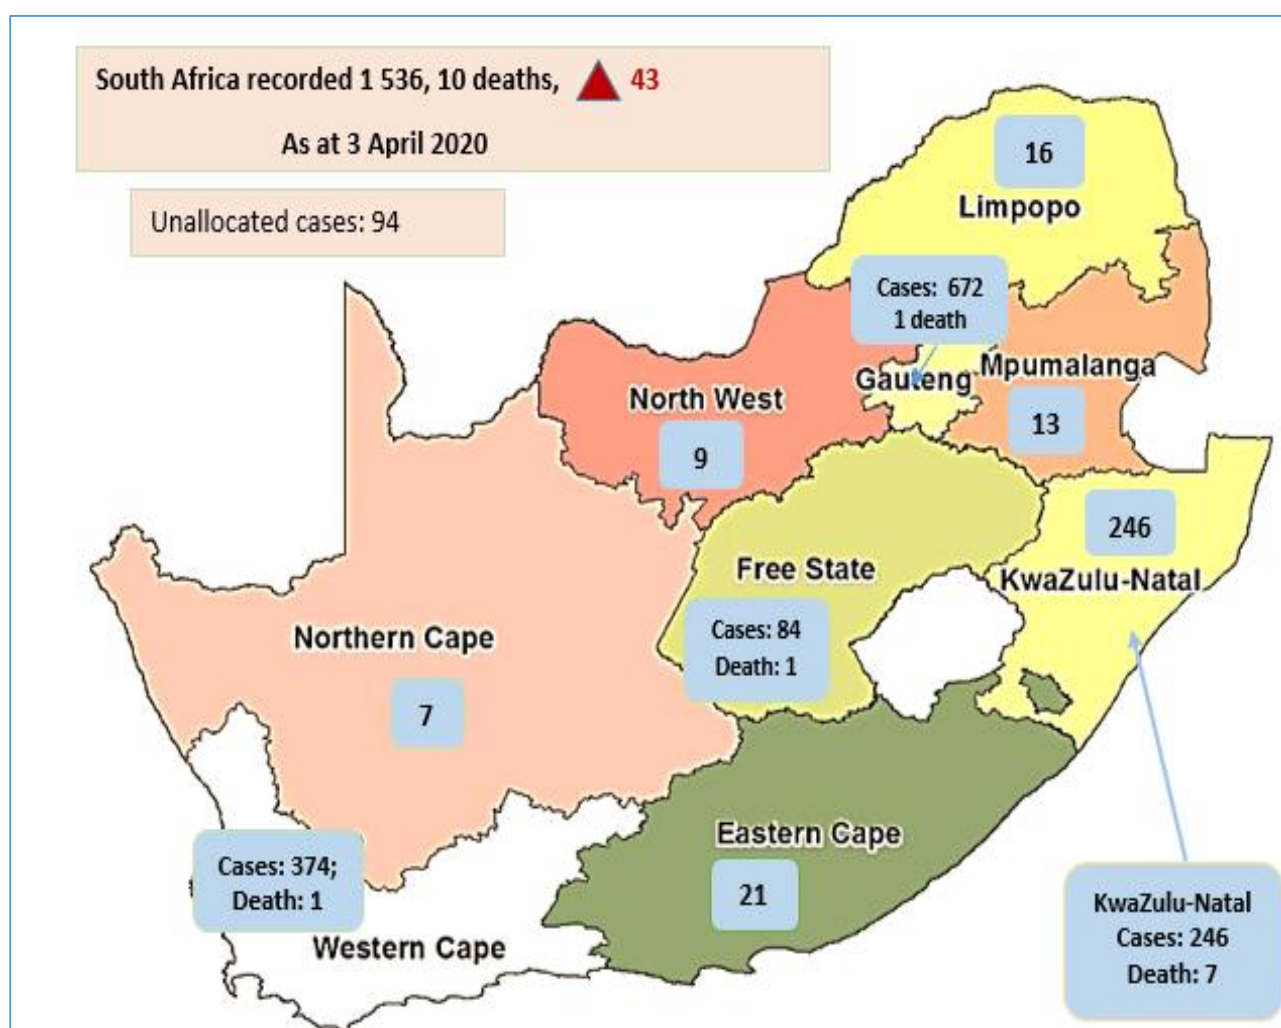 South Africa recorded 1 536, 10 deaths, 43
As at 3 April 2020
Unallocated cases: 94
16
Limpopo
Cases: 672
1 death
Gauteng
Mpumalanga
13
North West
9
246
KwaZulu-Natal
Free State
Cases: 84
Death: 1
Northern Cape
7
Eastern Cape
21
Cases: 374;
Death: 1
Western Cape
KwaZulu-Natal
Cases: 246
Death: 7